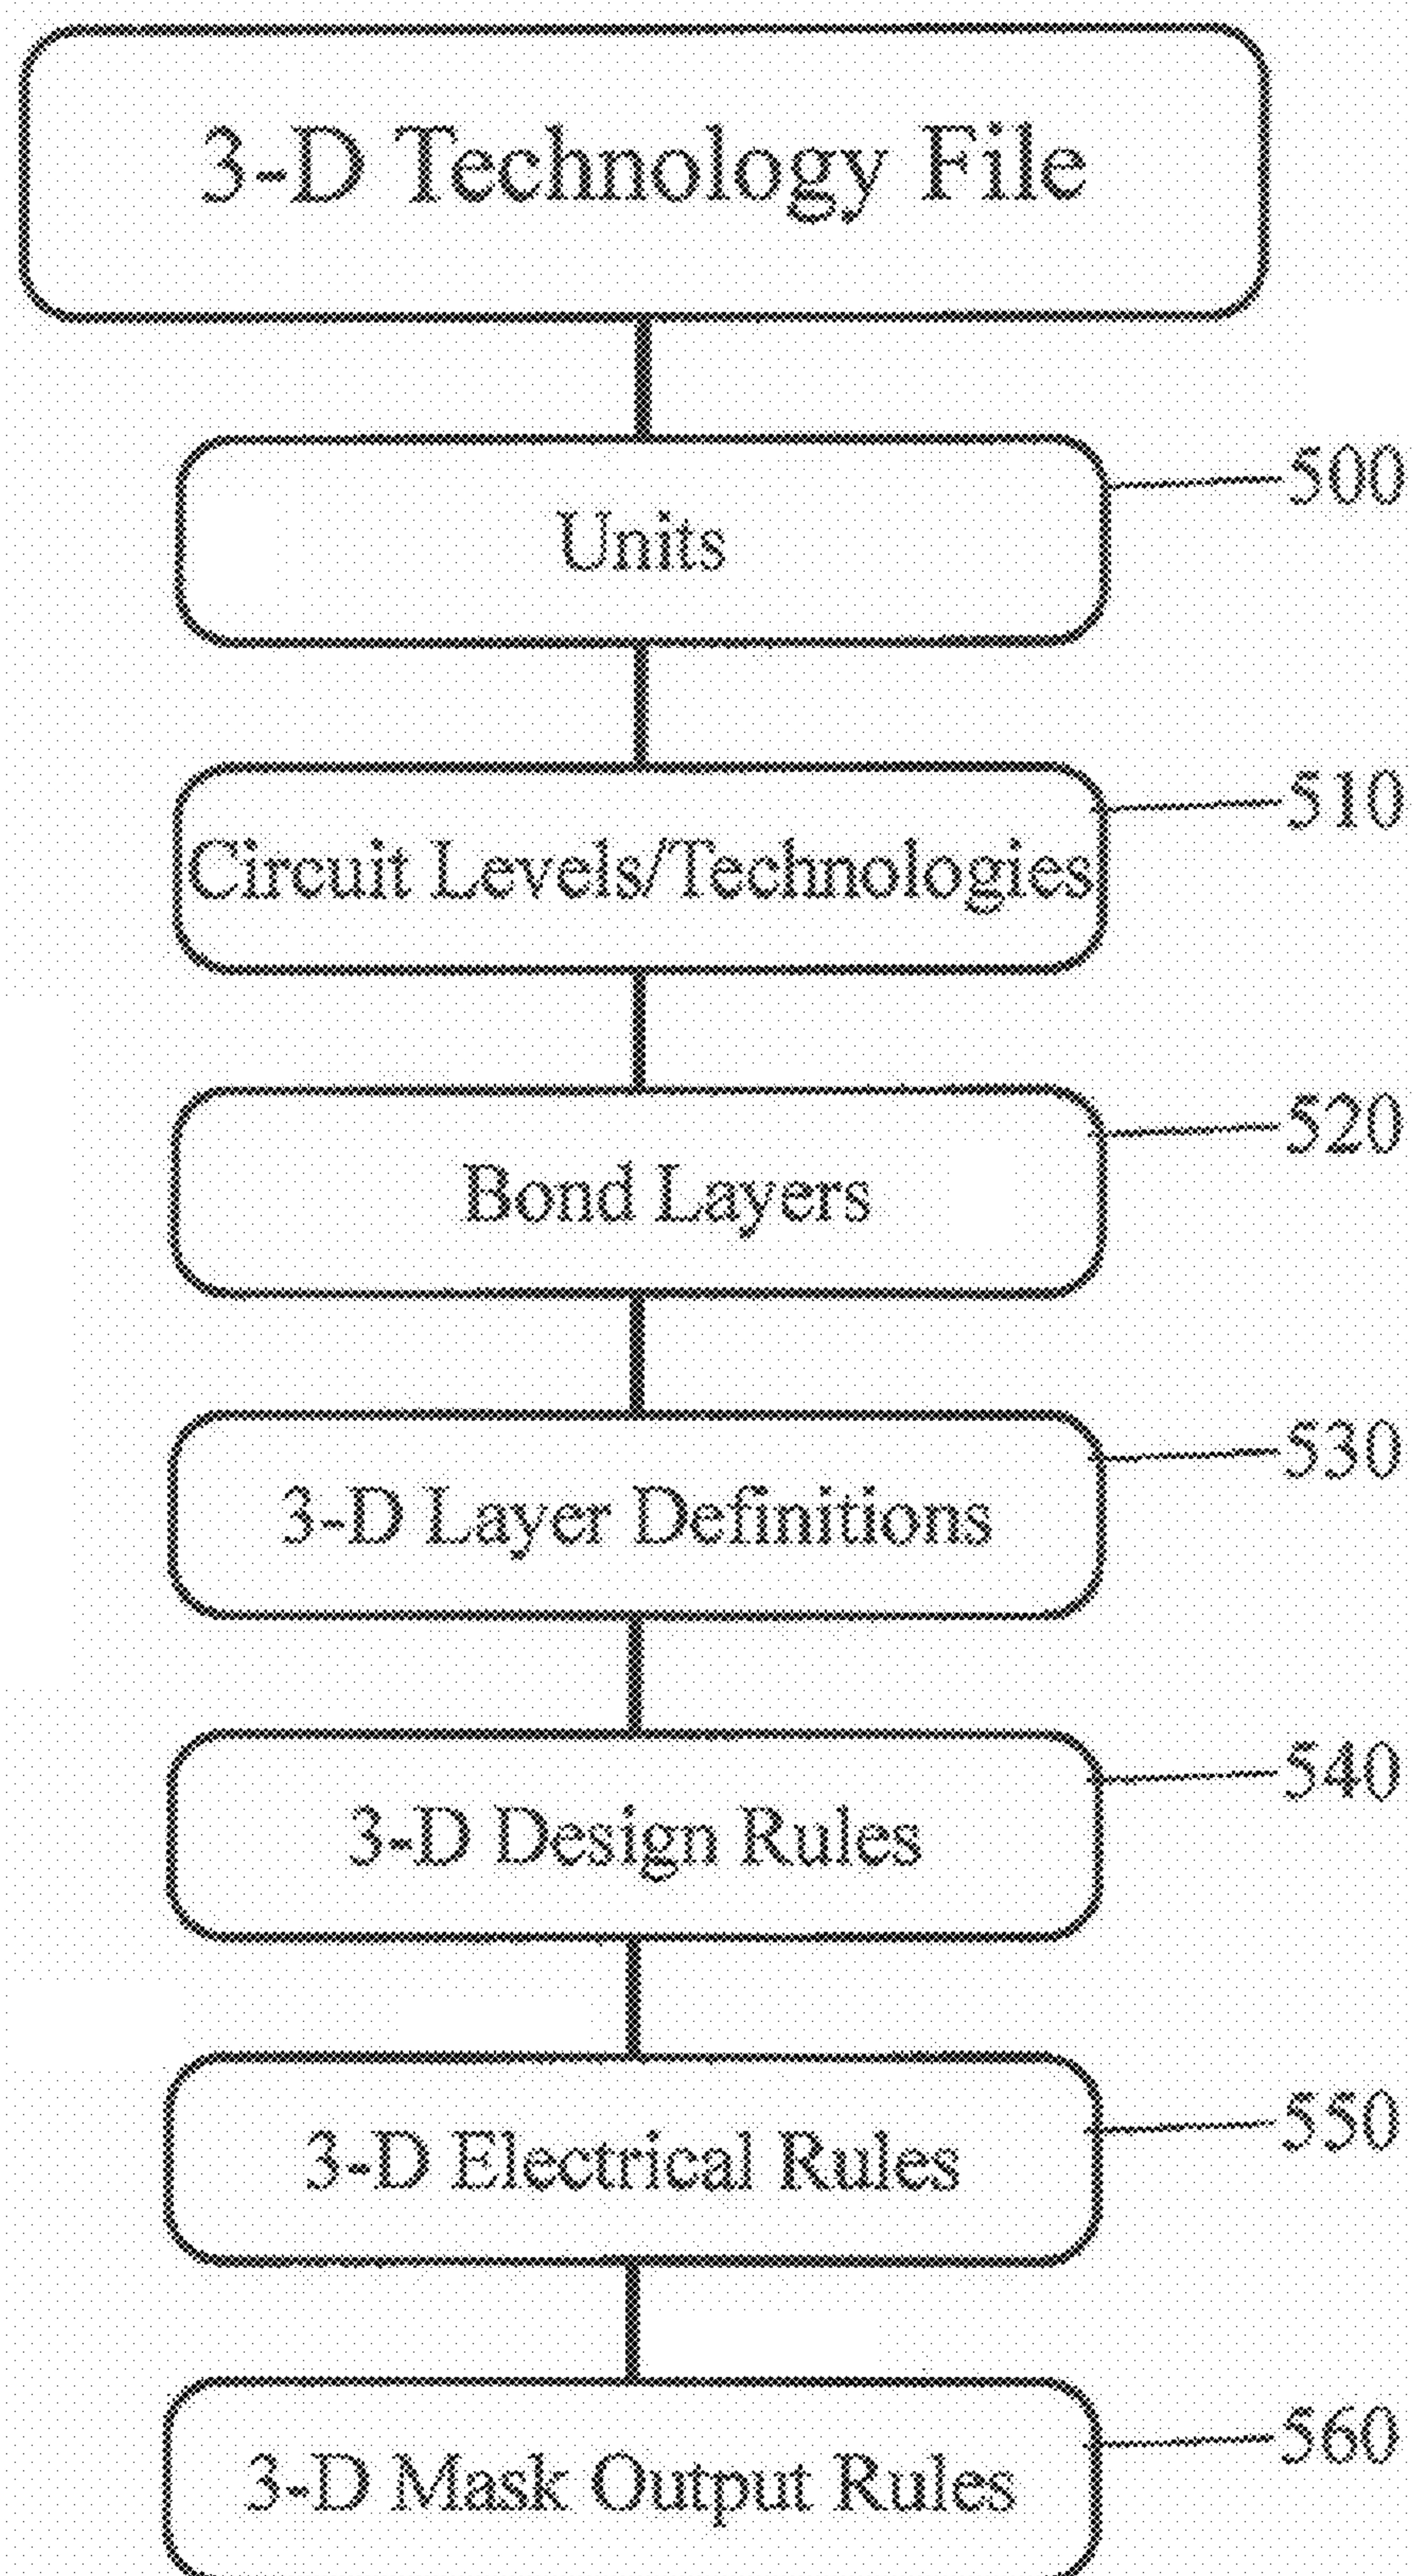 3-D Technology File
Units
500
Circuit Levels/Technologies
510
Bond Layers
520
3-D Layer Definitions
530
3-D Design Rules
540
3-D Electrical Rules
550
3-D Mask Output Rules
560